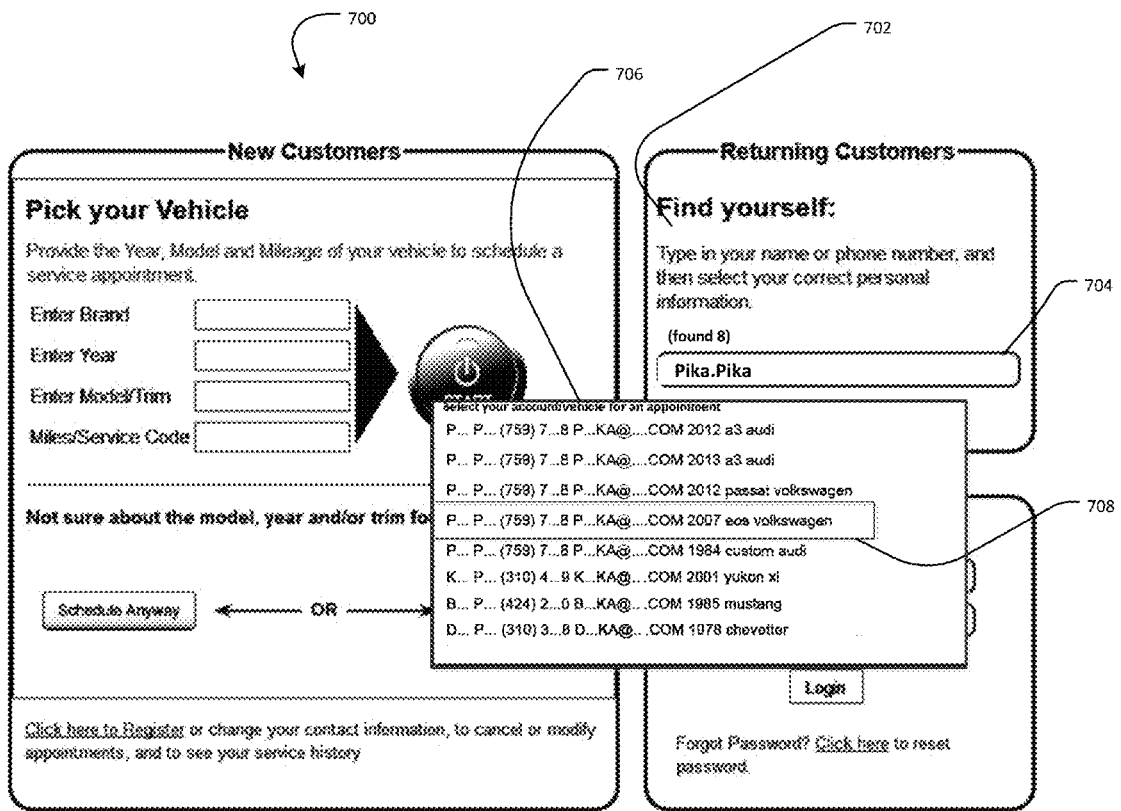 700
702
706
New Customers
Pick your Vehicle
Provide the Year, Model and Mileage of your vehicle to schedule a
service appointment.
Enter Brand
Enter Year
Enter Model/Trim
Miles/Service Code
Not sure about the model, year and/or trim fo
Schedule Anyway
OR
Click here to Register or change your contact information, to cancel or modify
appointments, and to see your service history
Returning Customers
Find yourself:
Type in your name or phone number, and
then select your correct personal
information.
704
(found 8)
Pika.Pika
select your account/vehicle for an appointment
P... P... (759) 7...8 P...KA@....COM 2012 a3 audi
P... P... (759) 7...8 P...KA@....COM 2013 a3 audi
P... P... (759) 7...8 P...KA@....COM 2012 passat volkswagen
P... P... (759) 7...8 P...KA@....COM 2007 eos volkswagen
708
P... P... (759) 7...8 P...KA@....COM 1984 custom audi
K... P... (310) 4...9 K...KA@....COM 2001 yukon xl
B... P... (424) 2...0 B...KA@....COM 1985 mustang
D... P... (310) 3...8 D...KA@....COM 1978 chevetter
Login
Forgot Password? Click here to reset
password.